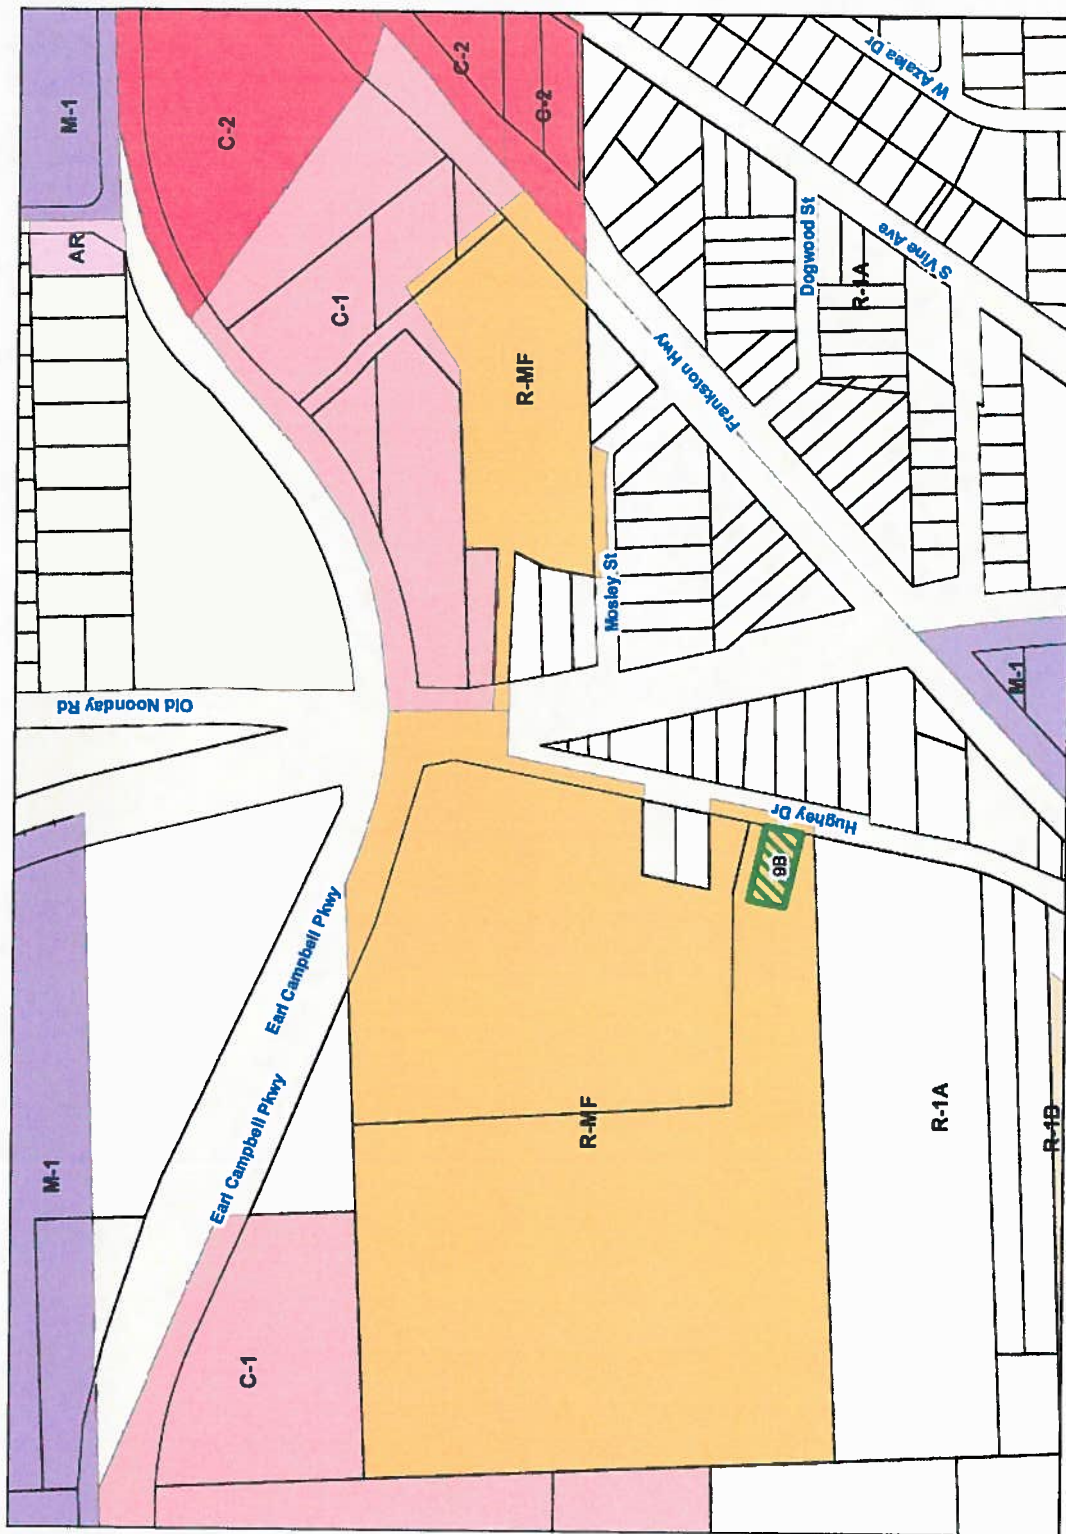 M-1
C-2
C-2
C-2
W Azalea Dr
AR
C-1
Dogwood St
S Vine Ave
R-1A
R-MF
Frankston Hwy
Mosley St
Old Noonday Rd
M-1
Hughey Dr
9B
Earl Campbell Pkwy
Earl Campbell Pkwy
M-1
R-MF
R-1A
R-1B
C-1